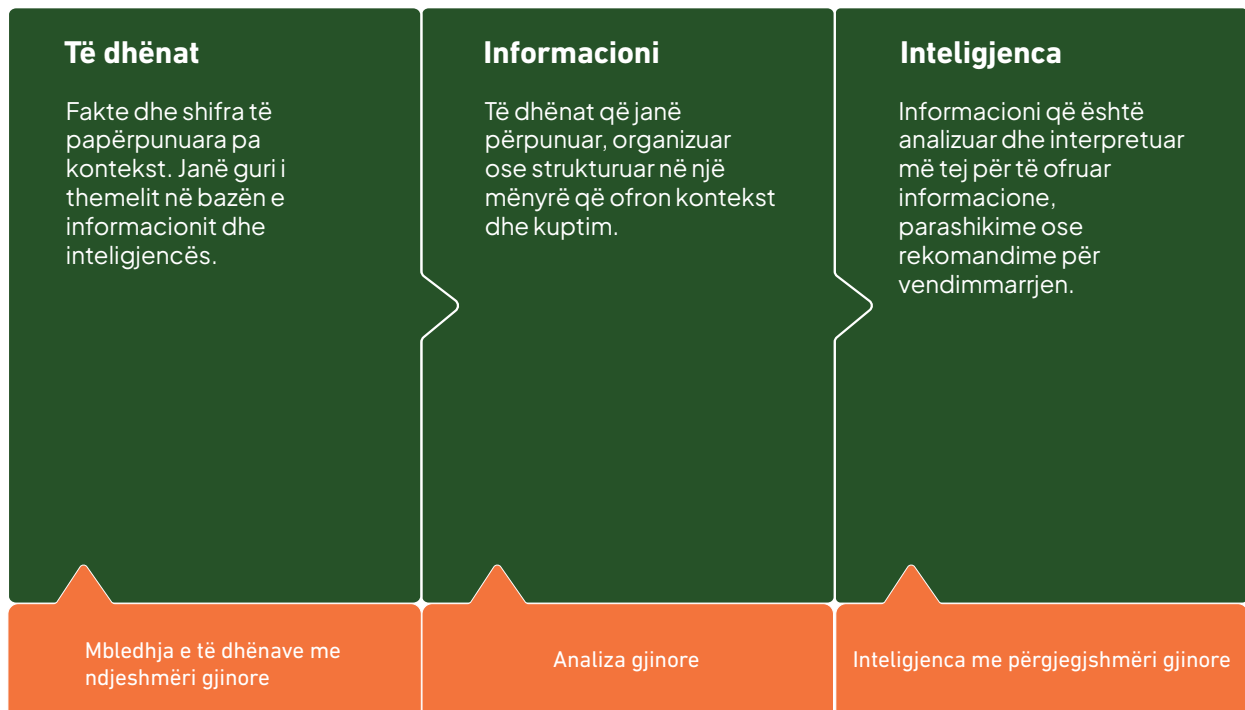 Të dhënat
Fakte dhe shifra të
papërpunuara pa
kontekst. Janë guri i
themelit në bazën e
informacionit dhe
inteligjencës.
Informacioni
Të dhënat që janë
përpunuar, organizuar
ose strukturuar në një
mënyrë që ofron kontekst
dhe kuptim.
Inteligjenca
Informacioni që është
analizuar dhe interpretuar
më tej për të ofruar
informacione,
parashikime ose
rekomandime për
vendimmarrjen.
Mbledhja e të dhënave me
ndjeshmëri gjinore
Analiza gjinore
Inteligjenca me përgjegjshmëri gjinore